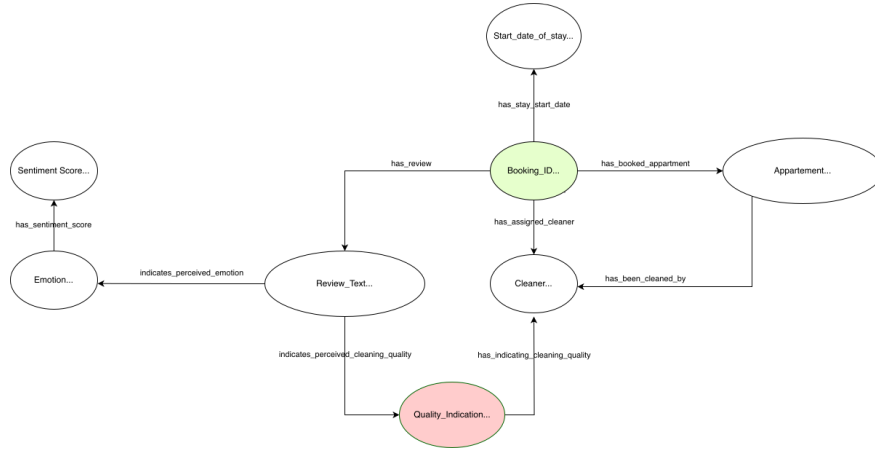 Start_date_of_stay...
has_stay_start_date
Sentiment Score...
has_review
Booking_ID...
has_booked_appartment
Appartement...
has_sentiment_score
has_assigned_cleaner
Emotion...
indicates_perceived_emotion
Review_Text...
Cleaner...
has_been_cleaned_by
indicates_perceived_cleaning_quality
has_indicating_cleaning_quality
Quality_Indication...